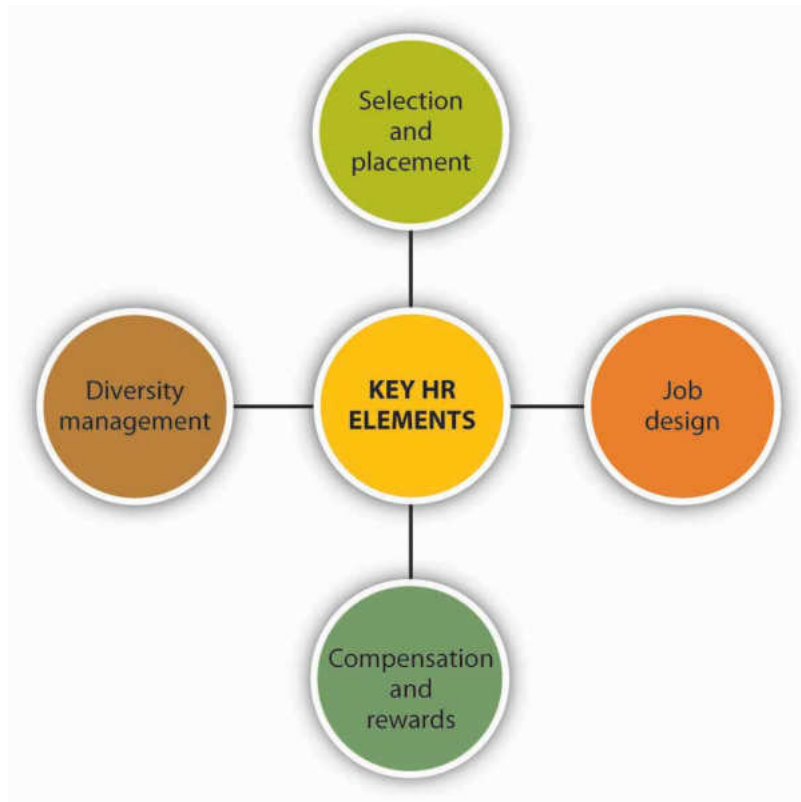 Selection
and
placement
Diversity
management
KEY HR
ELEMENTS
Job
design
Compensation
and
rewards